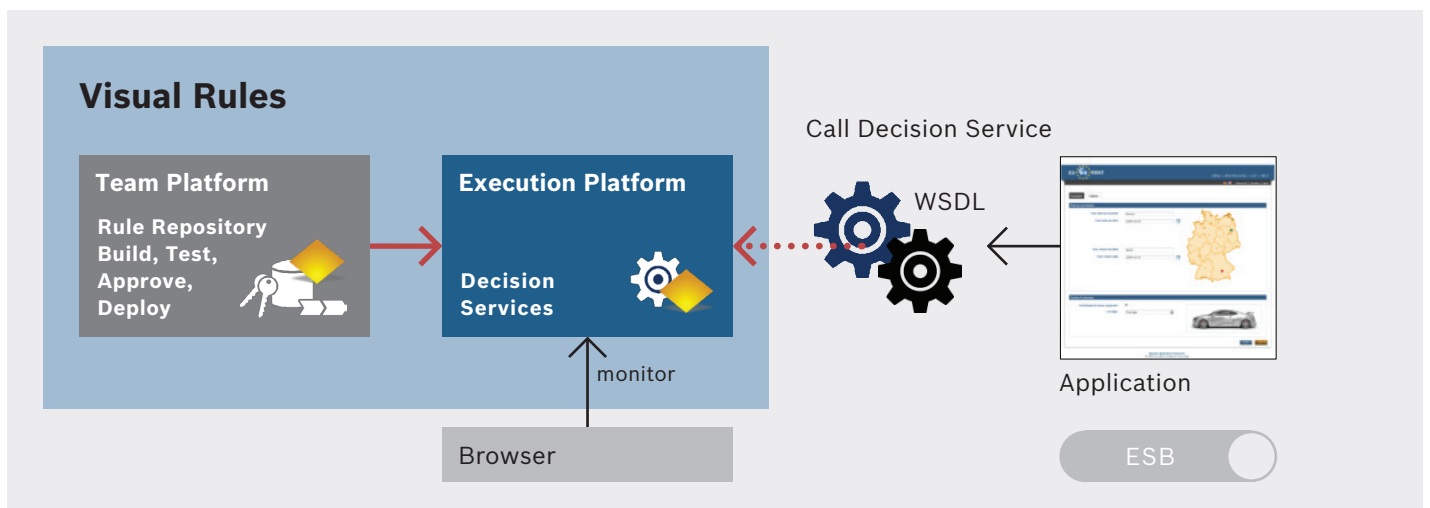 Visual Rules
Team Platform
Rule Repository
Build, Test,
Approve,
Deploy
Execution Platform
Decision
Services
monitor
Browser
Call Decision Service
WSDL
Application
ESB